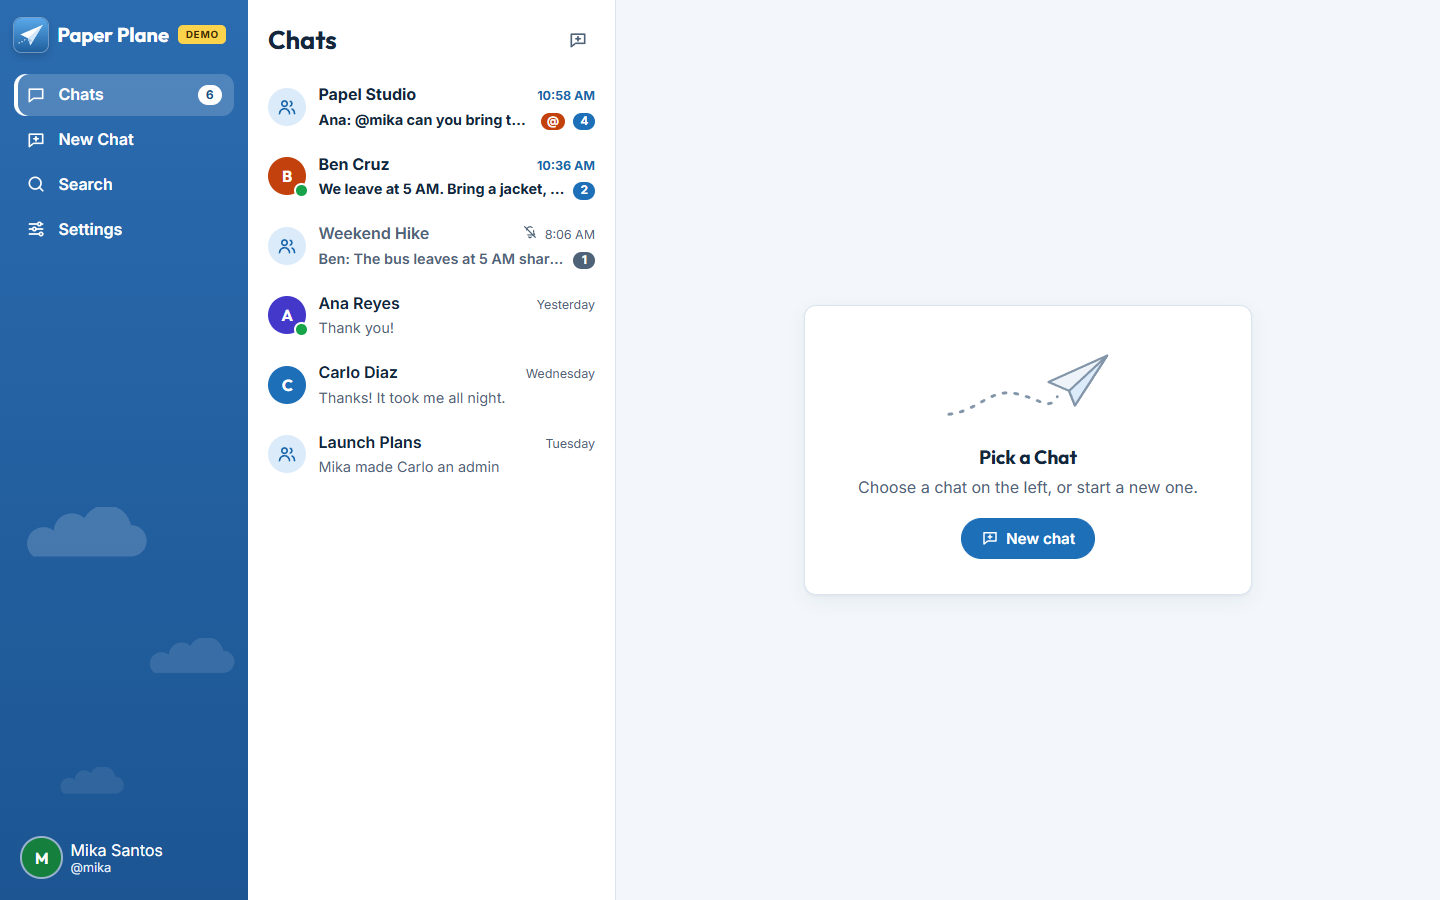 Paper Plane DEMO
Chats 6
New Chat
Search
Settings
M
Mika Santos
@mika
Chats
Papel Studio 10:58 AM
Ana: @mika can you bring t... @ 4
B
Ben Cruz 10:36 AM
We leave at 5 AM. Bring a jacket, ... 2
Weekend Hike 8:06 AM
Ben: The bus leaves at 5 AM shar... 1
A
Ana Reyes Yesterday
Thank you!
C
Carlo Diaz Wednesday
Thanks! It took me all night.
Launch Plans Tuesday
Mika made Carlo an admin
Pick a Chat
Choose a chat on the left, or start a new one.
New chat